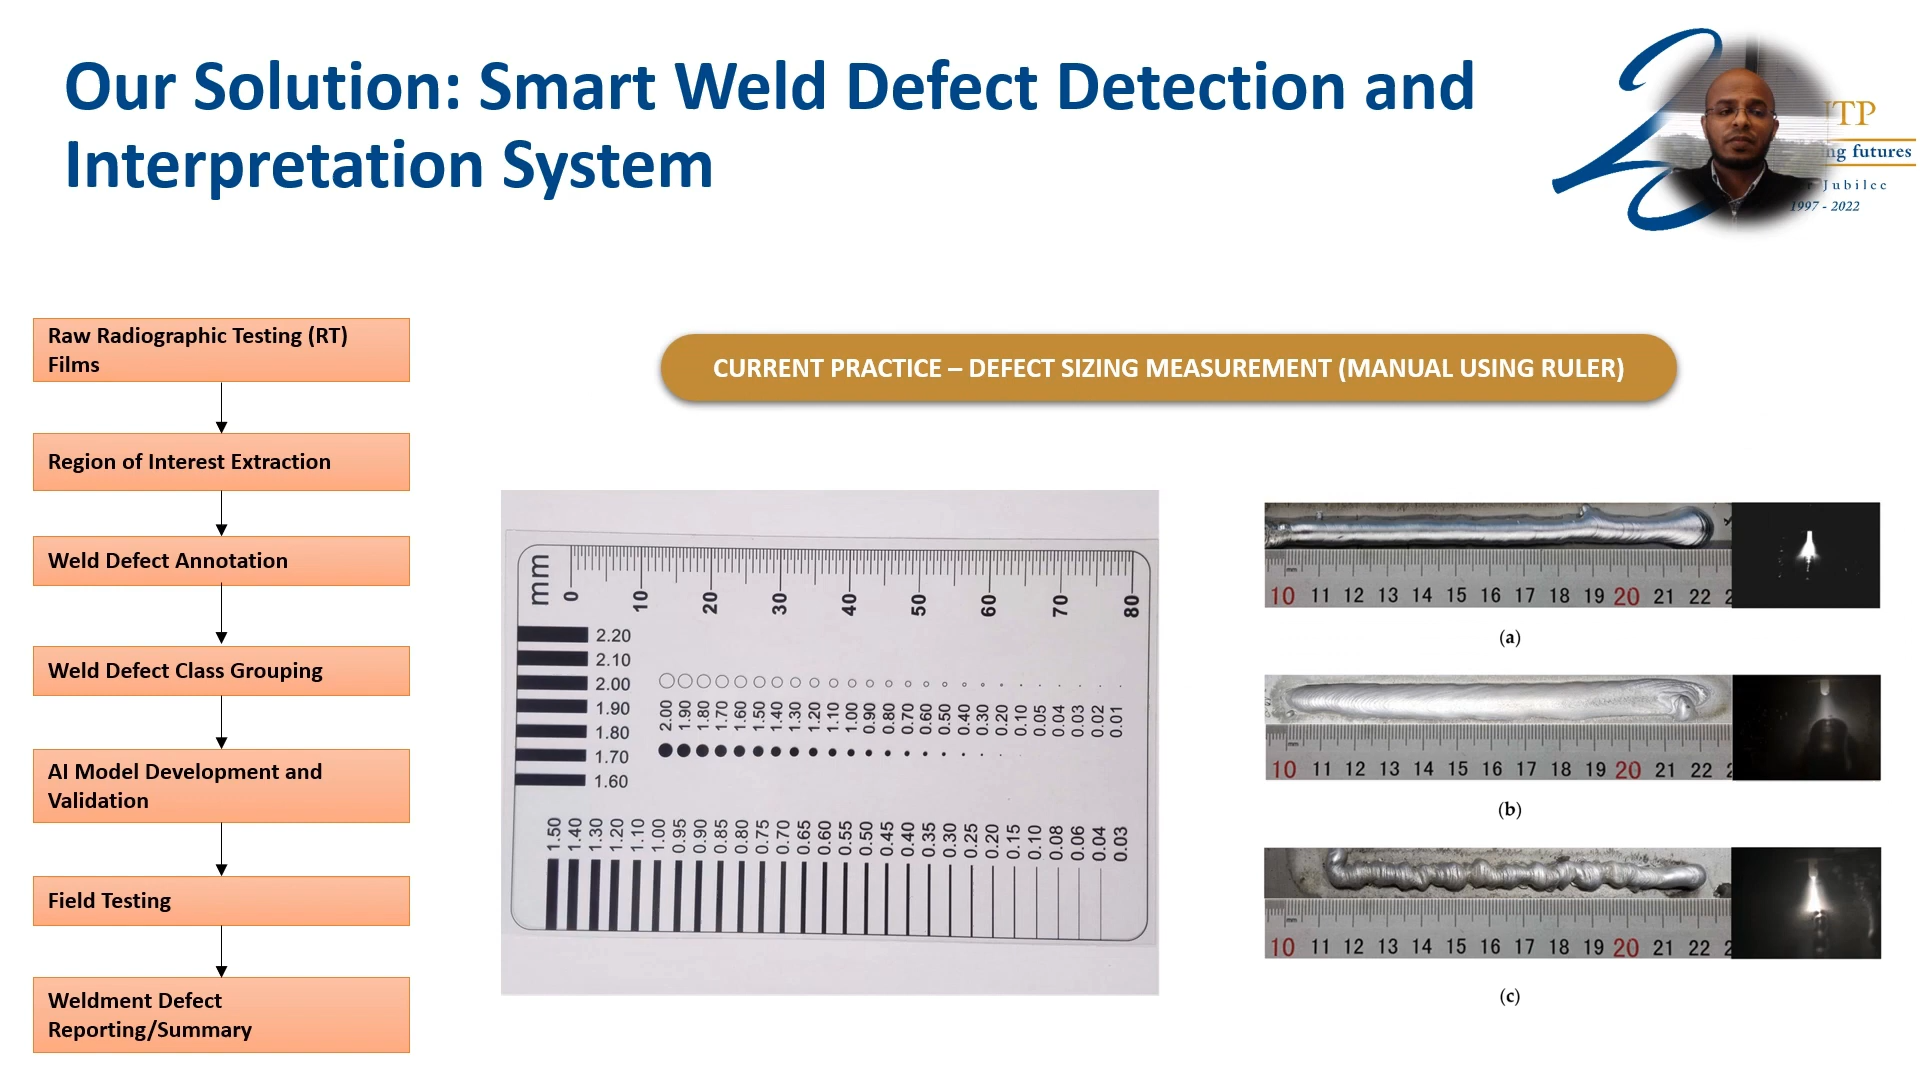 Our Solution: Smart Weld Defect Detection and
Interpretation System
TP
ng futures
r Jubilee
1997 - 2022
Raw Radiographic Testing (RT)
Films
Region of Interest Extraction
Weld Defect Annotation
Weld Defect Class Grouping
AI Model Development and
Validation
Field Testing
Weldment Defect
Reporting/Summary
CURRENT PRACTICE – DEFECT SIZING MEASUREMENT (MANUAL USING RULER)
mm
0 10 20 30 40 50 60 70 80
2.20
2.10
2.00
1.90
1.80
1.70
1.60
2.00 1.90 1.80 1.70 1.60 1.50 1.40 1.30 1.20 1.10 1.00 0.90 0.80 0.70 0.60 0.50 0.40 0.30 0.20 0.10 0.05 0.04 0.03 0.02 0.01
1.50 1.40 1.30 1.20 1.10 1.00 0.95 0.90 0.85 0.80 0.75 0.70 0.65 0.60 0.55 0.50 0.45 0.40 0.35 0.30 0.25 0.20 0.15 0.10 0.08 0.06 0.04 0.03
mm
10 11 12 13 14 15 16 17 18 19 20 21 22 2
(a)
mm
10 11 12 13 14 15 16 17 18 19 20 21 22 2
(b)
mm
10 11 12 13 14 15 16 17 18 19 20 21 22 2
(c)